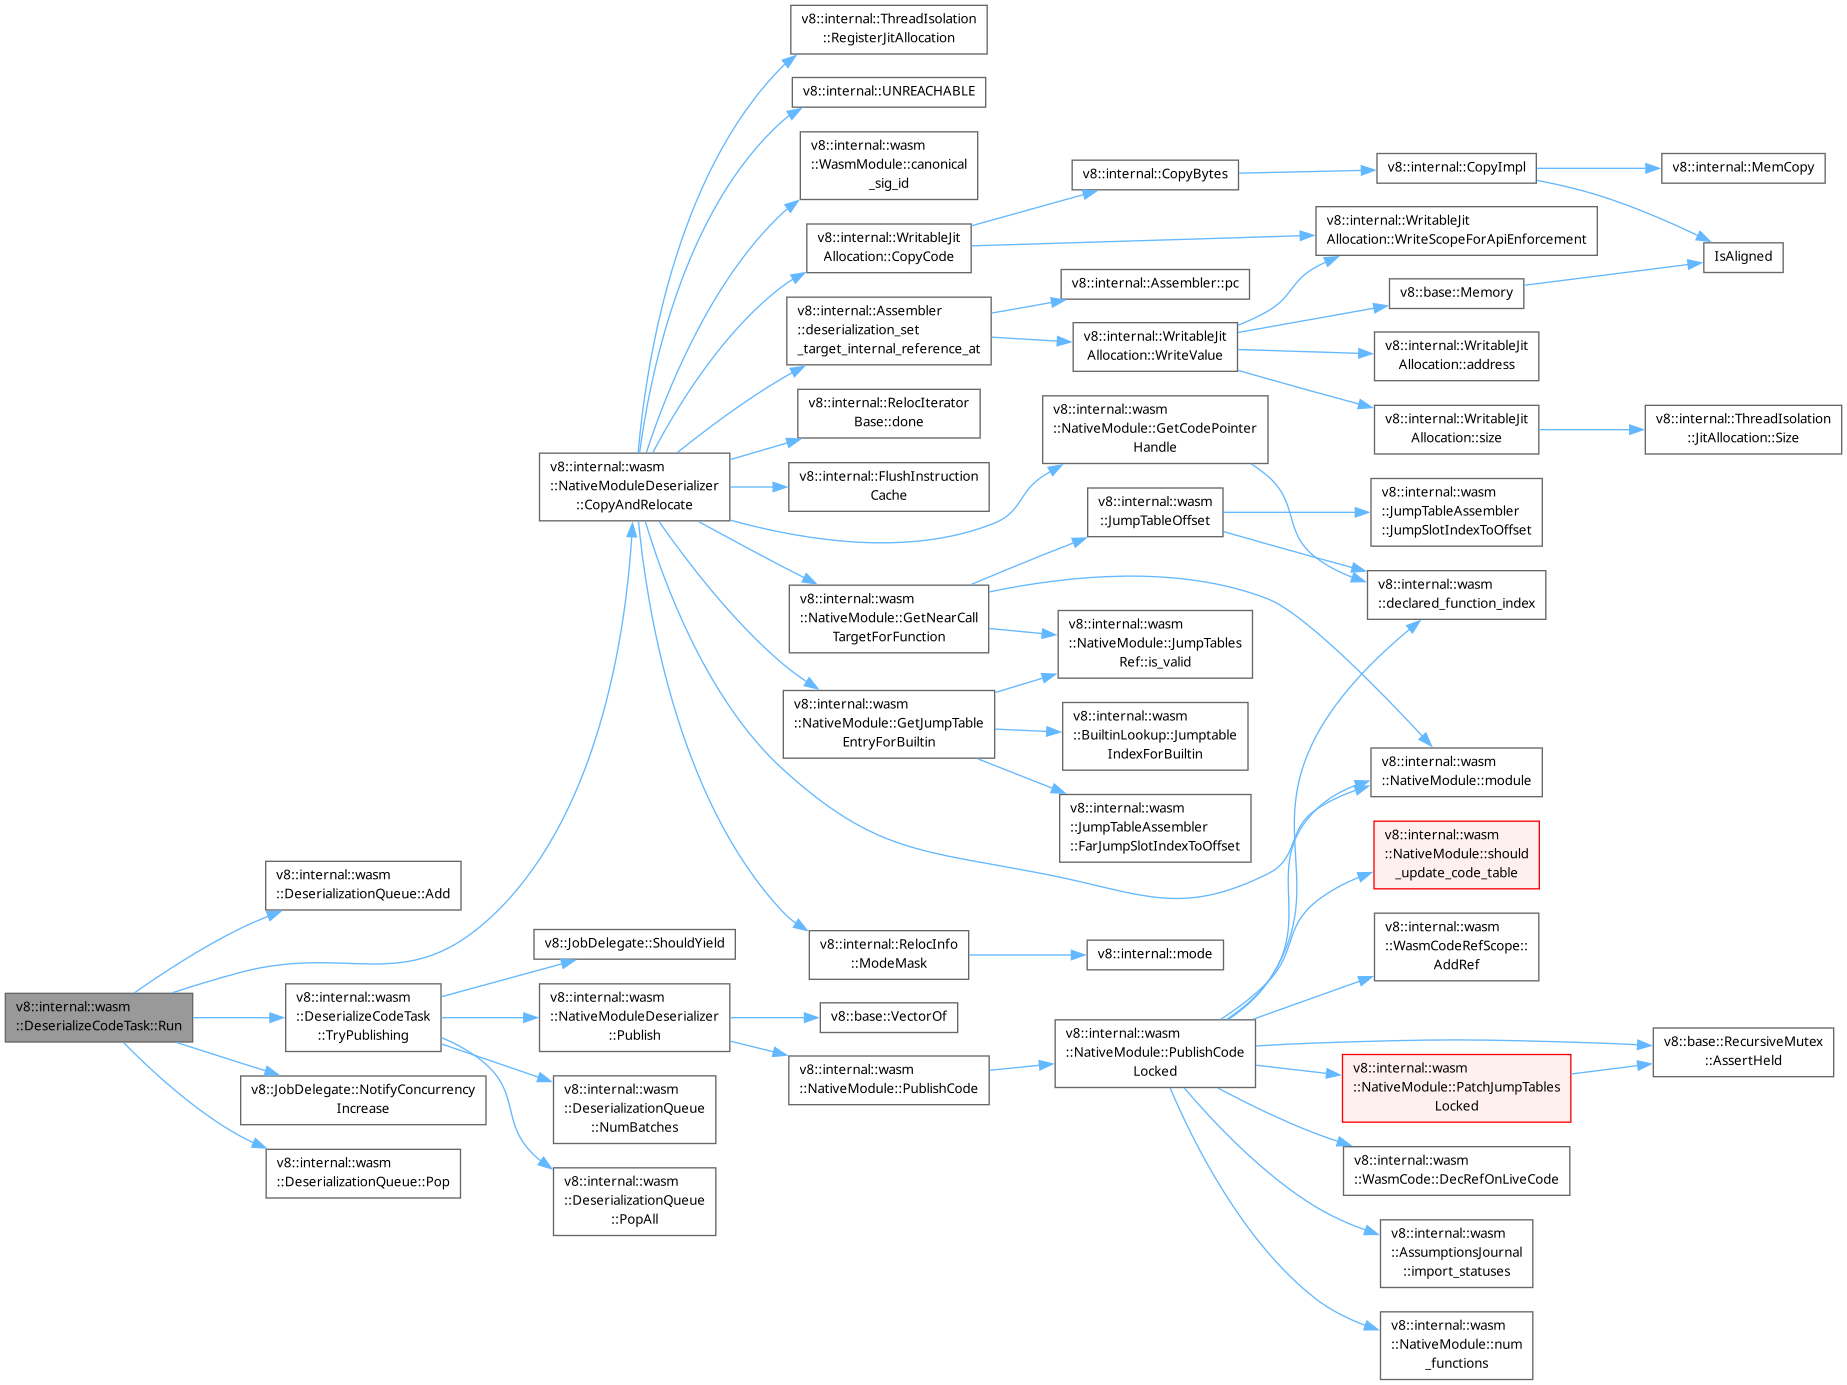 v8::internal::ThreadIsolation
::RegisterJitAllocation
v8::internal::UNREACHABLE
v8::internal::wasm
::WasmModule::canonical
_sig_id
v8::internal::WritableJit
Allocation::CopyCode
v8::internal::Assembler
::deserialization_set
_target_internal_reference_at
v8::internal::RelocIterator
Base::done
v8::internal::FlushInstruction
Cache
v8::internal::wasm
::NativeModuleDeserializer
::CopyAndRelocate
v8::internal::CopyBytes
v8::internal::CopyImpl
v8::internal::MemCopy
v8::internal::WritableJit
Allocation::WriteScopeForApiEnforcement
IsAligned
v8::internal::Assembler::pc
v8::base::Memory
v8::internal::WritableJit
Allocation::WriteValue
v8::internal::WritableJit
Allocation::address
v8::internal::WritableJit
Allocation::size
v8::internal::ThreadIsolation
::JitAllocation::Size
v8::internal::wasm
::NativeModule::GetCodePointer
Handle
v8::internal::wasm
::JumpTableOffset
v8::internal::wasm
::JumpTableAssembler
::JumpSlotIndexToOffset
v8::internal::wasm
::declared_function_index
v8::internal::wasm
::NativeModule::GetNearCall
TargetForFunction
v8::internal::wasm
::NativeModule::JumpTables
Ref::is_valid
v8::internal::wasm
::NativeModule::GetJumpTable
EntryForBuiltin
v8::internal::wasm
::BuiltinLookup::Jumptable
IndexForBuiltin
v8::internal::wasm
::JumpTableAssembler
::FarJumpSlotIndexToOffset
v8::internal::wasm
::NativeModule::module
v8::internal::wasm
::NativeModule::should
_update_code_table
v8::internal::wasm
::DeserializationQueue::Add
v8::JobDelegate::ShouldYield
v8::internal::RelocInfo
::ModeMask
v8::internal::mode
v8::internal::wasm
::WasmCodeRefScope::
AddRef
v8::internal::wasm
::DeserializeCodeTask::Run
v8::internal::wasm
::DeserializeCodeTask
::TryPublishing
v8::internal::wasm
::NativeModuleDeserializer
::Publish
v8::base::VectorOf
v8::internal::wasm
::NativeModule::PublishCode
v8::internal::wasm
::NativeModule::PublishCode
Locked
v8::base::RecursiveMutex
::AssertHeld
v8::internal::wasm
::NativeModule::PatchJumpTables
Locked
v8::JobDelegate::NotifyConcurrency
Increase
v8::internal::wasm
::DeserializationQueue
::NumBatches
v8::internal::wasm
::DeserializationQueue::Pop
v8::internal::wasm
::DeserializationQueue
::PopAll
v8::internal::wasm
::WasmCode::DecRefOnLiveCode
v8::internal::wasm
::AssumptionsJournal
::import_statuses
v8::internal::wasm
::NativeModule::num
_functions